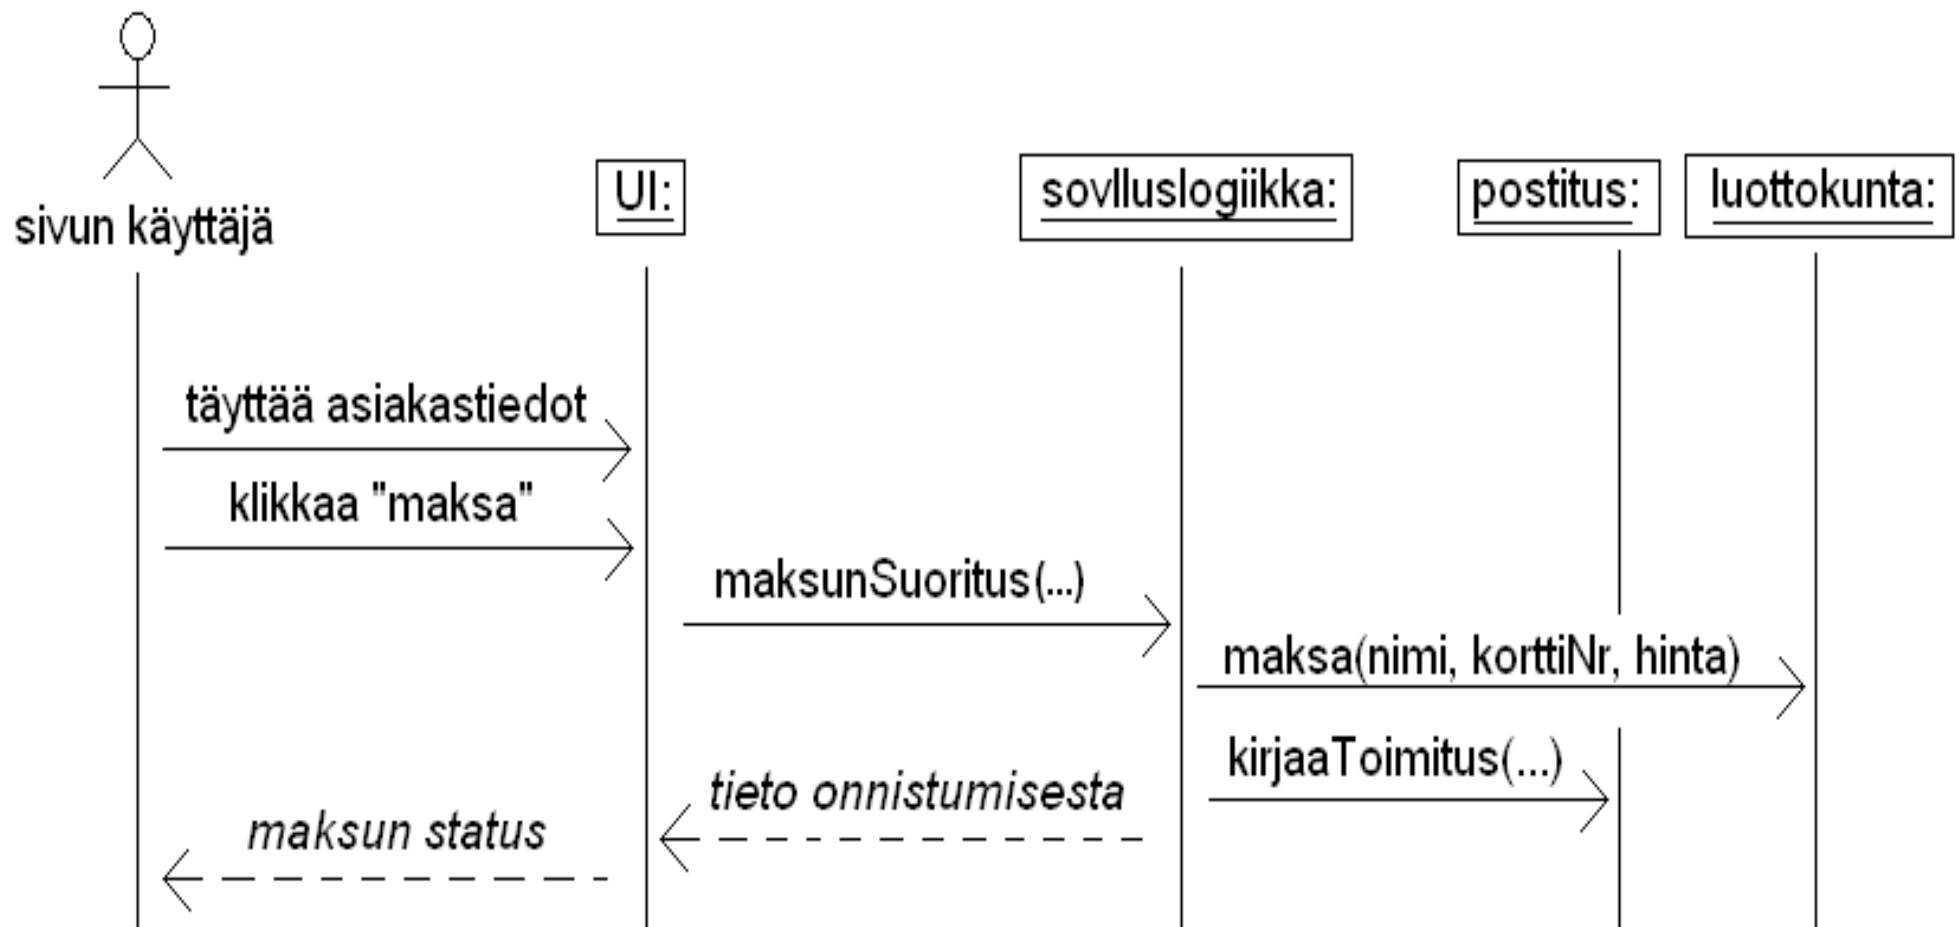 UI:
sovlluslogiikka:
postitus:
luottokunta:
sivun käyttäjä
täyttää asiakastiedot
klikkaa "maksa"
maksunSuoritus(...)
maksa(nimi, korttiNr, hinta)
kirjaaToimitus(...)
tieto onnistumisesta
maksun status